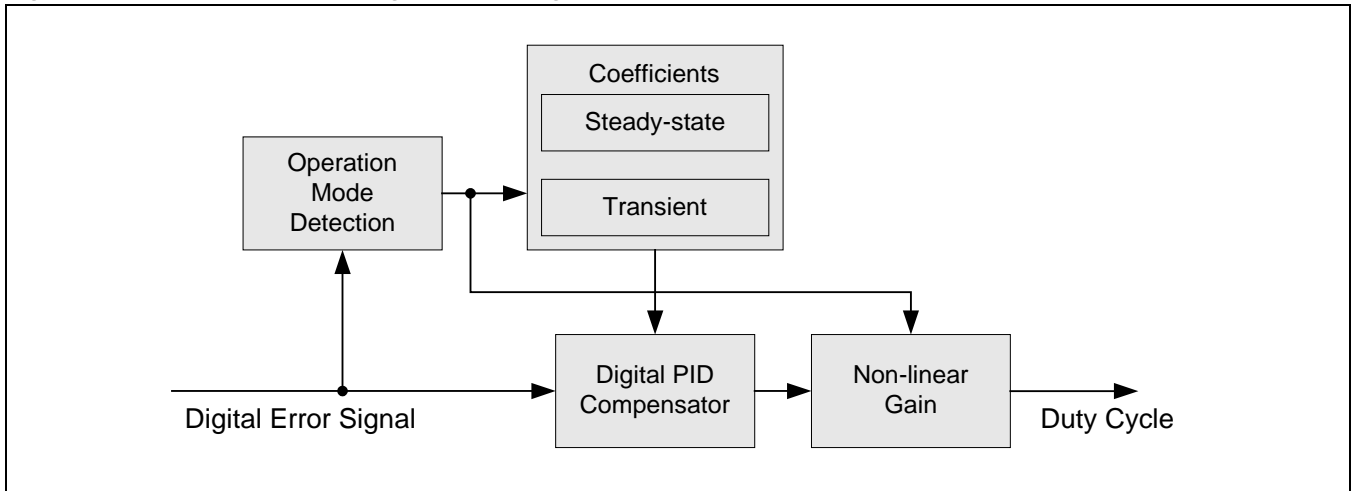 Coefficients
Steady-state
Transient
Operation
Mode
Detection
Digital PID
Compensator
Non-linear
Gain
Digital Error Signal
Duty Cycle